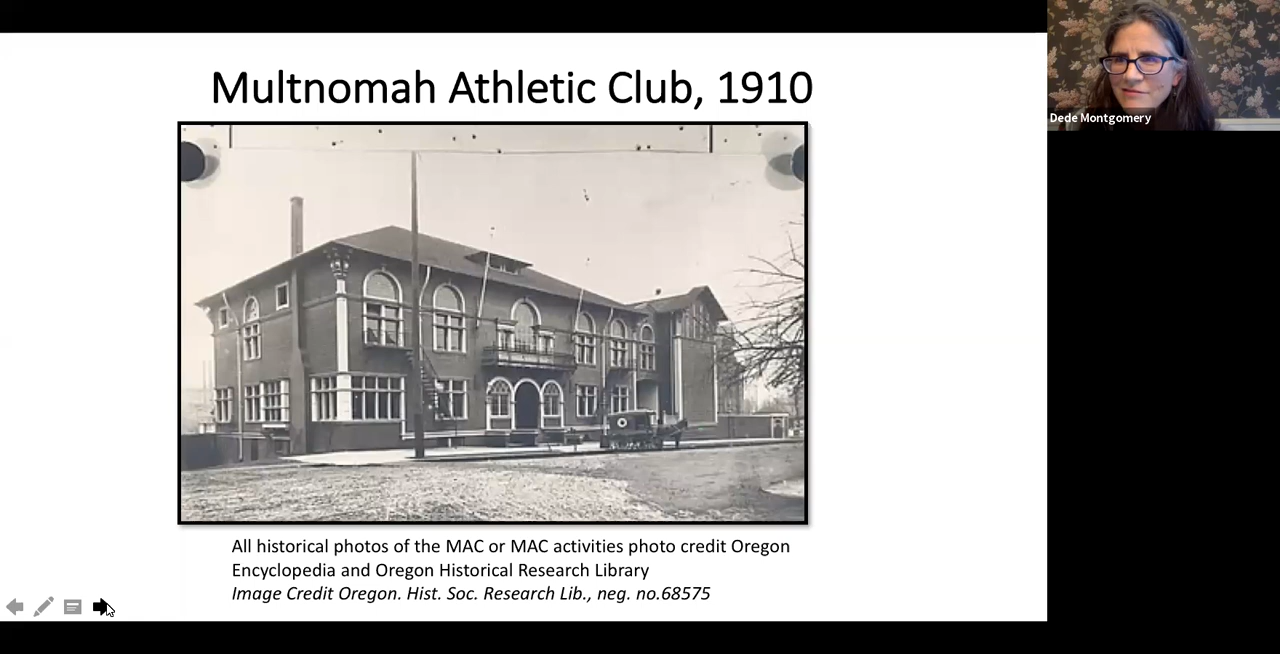 Multnomah Athletic Club, 1910
Dede Montgomery
All historical photos of the MAC or MAC activities photo credit Oregon
Encyclopedia and Oregon Historical Research Library
Image Credit Oregon. Hist. Soc. Research Lib., neg. no.68575